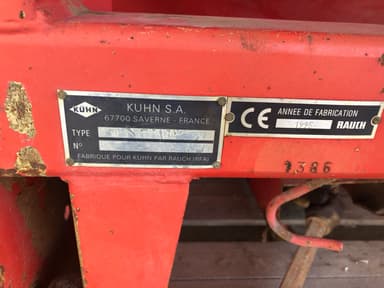 KUHN
KUHN S.A.
67700 SAVERNE - FRANCE
TYPE
N°
FABRIQUE POUR KUHN PAR RAUCH (RFA)
CE
ANNEE DE FABRICATION
RAUCH
1386